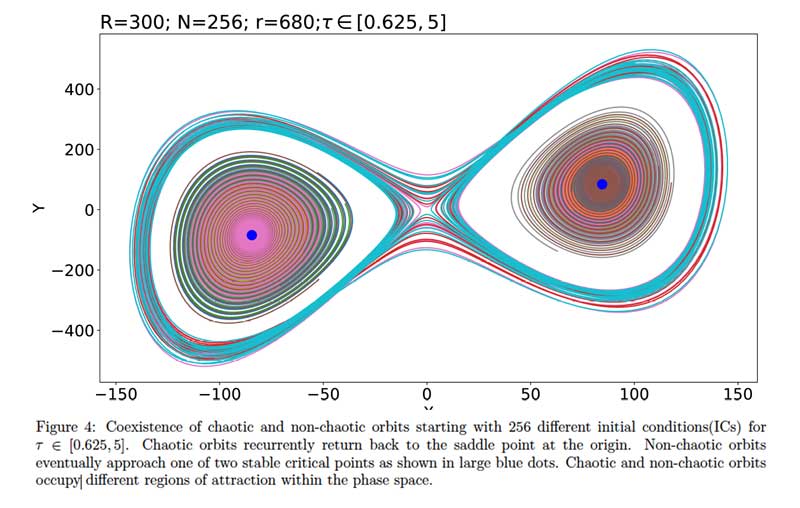 R=300; N=256; r=680;τ ∈ [0.625, 5]
400
200
0
−200
−400
Y
−150
−100
−50
0
50
100
150
Figure 4: Coexistence of chaotic and non-chaotic orbits starting with 256 different initial conditions(ICs) for
τ ∈ [0.625, 5]. Chaotic orbits recurrently return back to the saddle point at the origin. Non-chaotic orbits
eventually approach one of two stable critical points as shown in large blue dots. Chaotic and non-chaotic orbits
occupy different regions of attraction within the phase space.